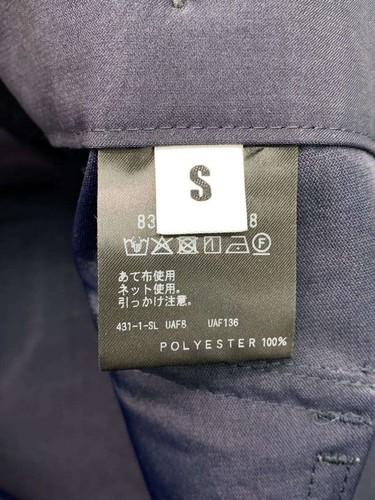 S
83 8
あて布使用
ネット使用。
引っかけ注意。
431-1-SL UAF8 UAF136
POLYESTER 100%